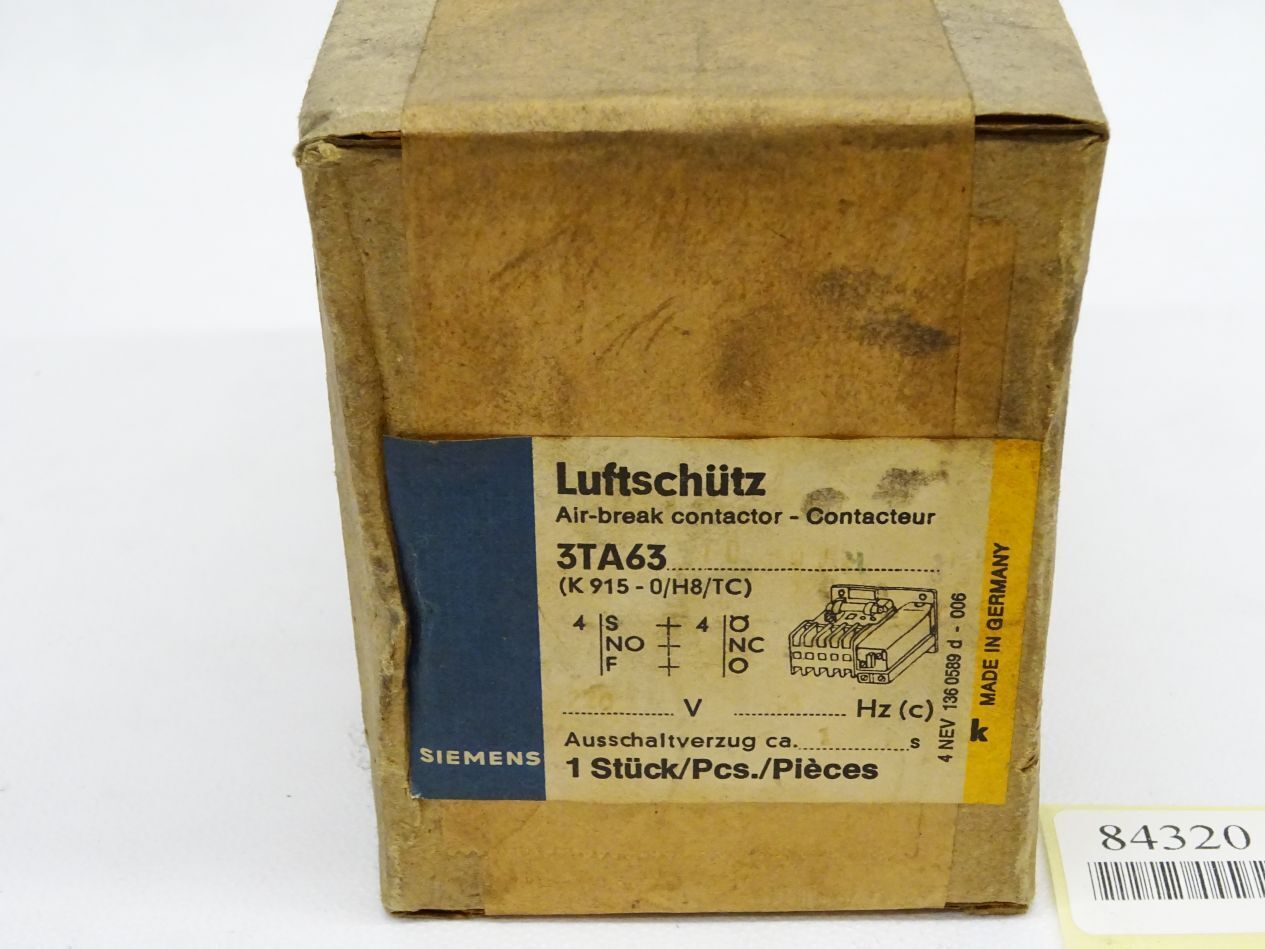 Luftschütz
Air-break contactor - Contacteur
3TA63
(K 915 - 0/H8/TC)
4 S + 4 Ö
NO + NC
F + O
V Hz (c)
Ausschaltverzug ca. 1 s
1 Stück/Pcs./Pièces
SIEMENS
4 NEV 136 0589 d - 006
k
MADE IN GERMANY
84320